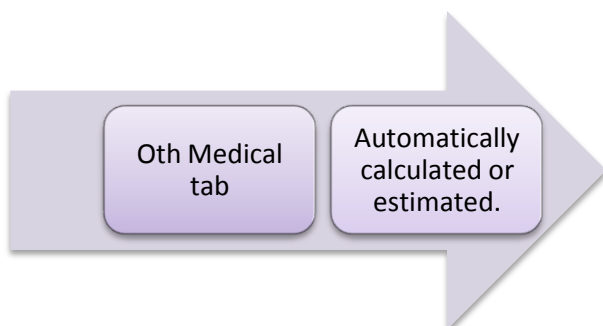 Oth Medical
tab
Automatically
calculated or
estimated.